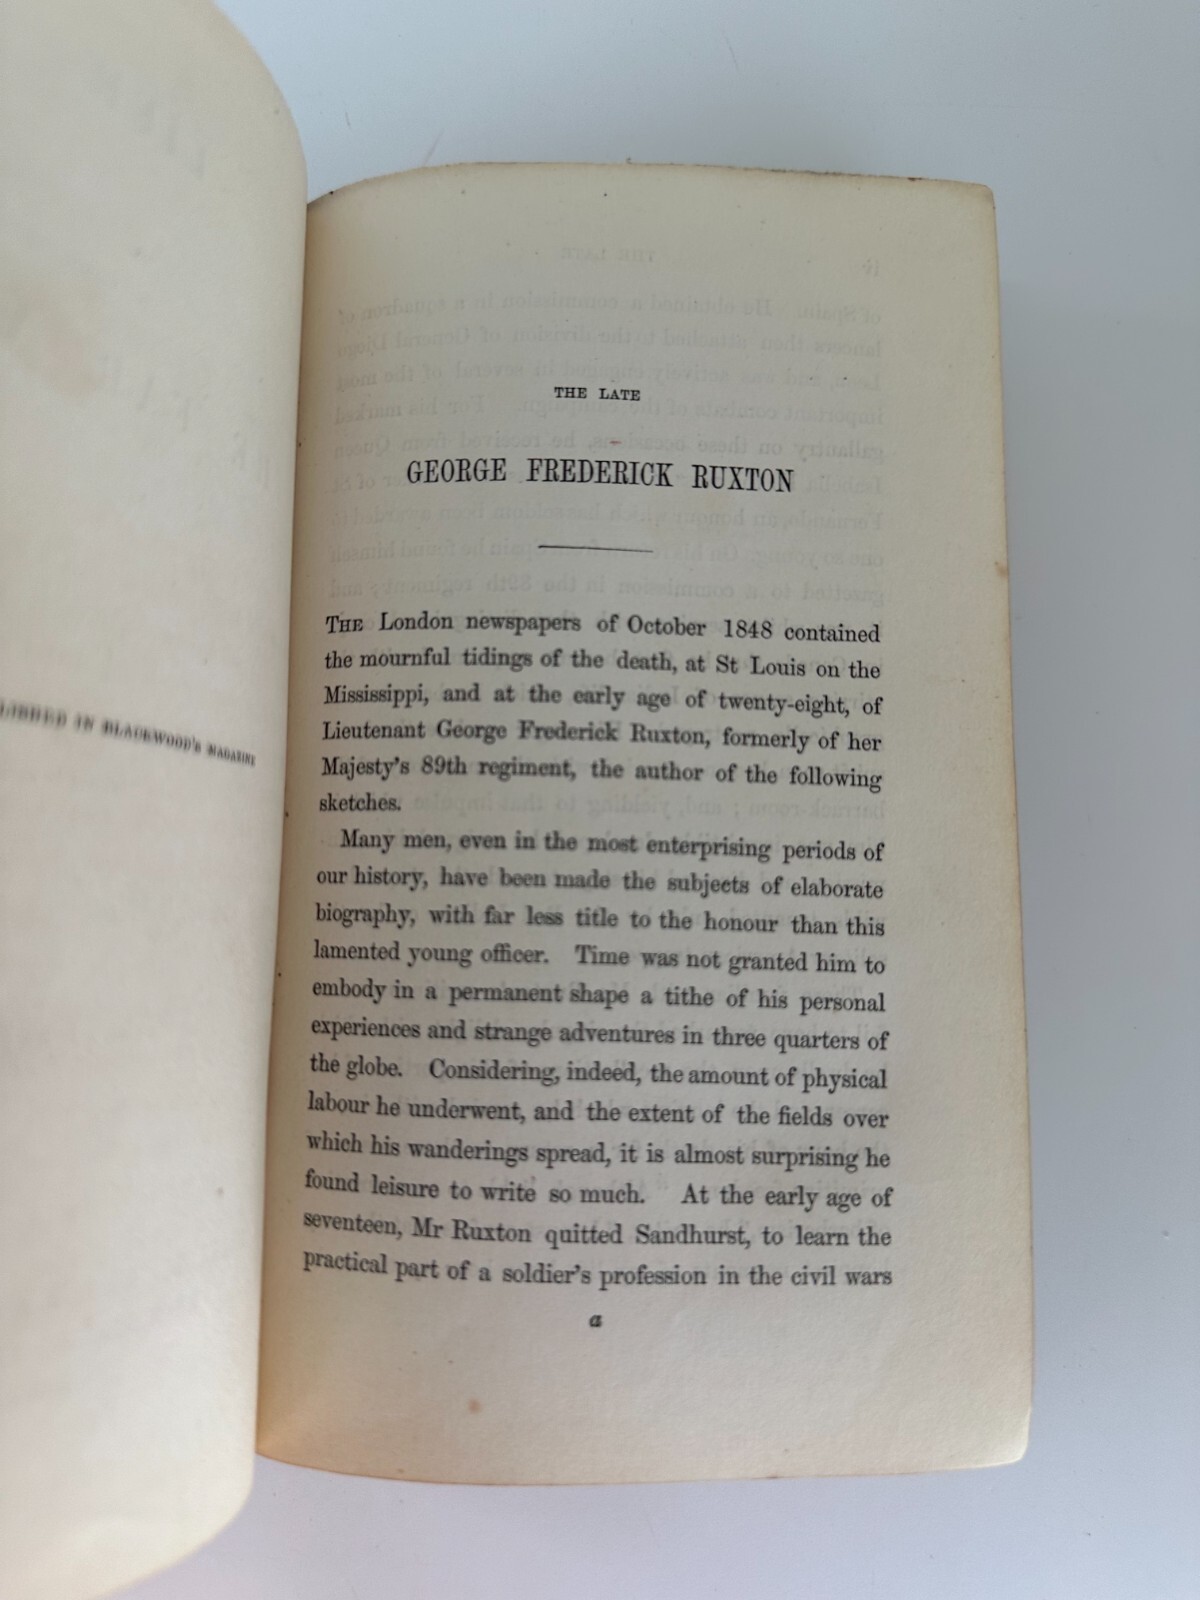 IN BLACKWOOD'S MAGAZINE
THE LATE
GEORGE FREDERICK RUXTON
THE London newspapers of October 1848 contained
the mournful tidings of the death, at St Louis on the
Mississippi, and at the early age of twenty-eight, of
Lieutenant George Frederick Ruxton, formerly of her
Majesty's 89th regiment, the author of the following
sketches.
Many men, even in the most enterprising periods of
our history, have been made the subjects of elaborate
biography, with far less title to the honour than this
lamented young officer. Time was not granted him to
embody in a permanent shape a tithe of his personal
experiences and strange adventures in three quarters of
the globe. Considering, indeed, the amount of physical
labour he underwent, and the extent of the fields over
which his wanderings spread, it is almost surprising he
found leisure to write so much. At the early age of
seventeen, Mr Ruxton quitted Sandhurst, to learn the
practical part of a soldier's profession in the civil wars
a